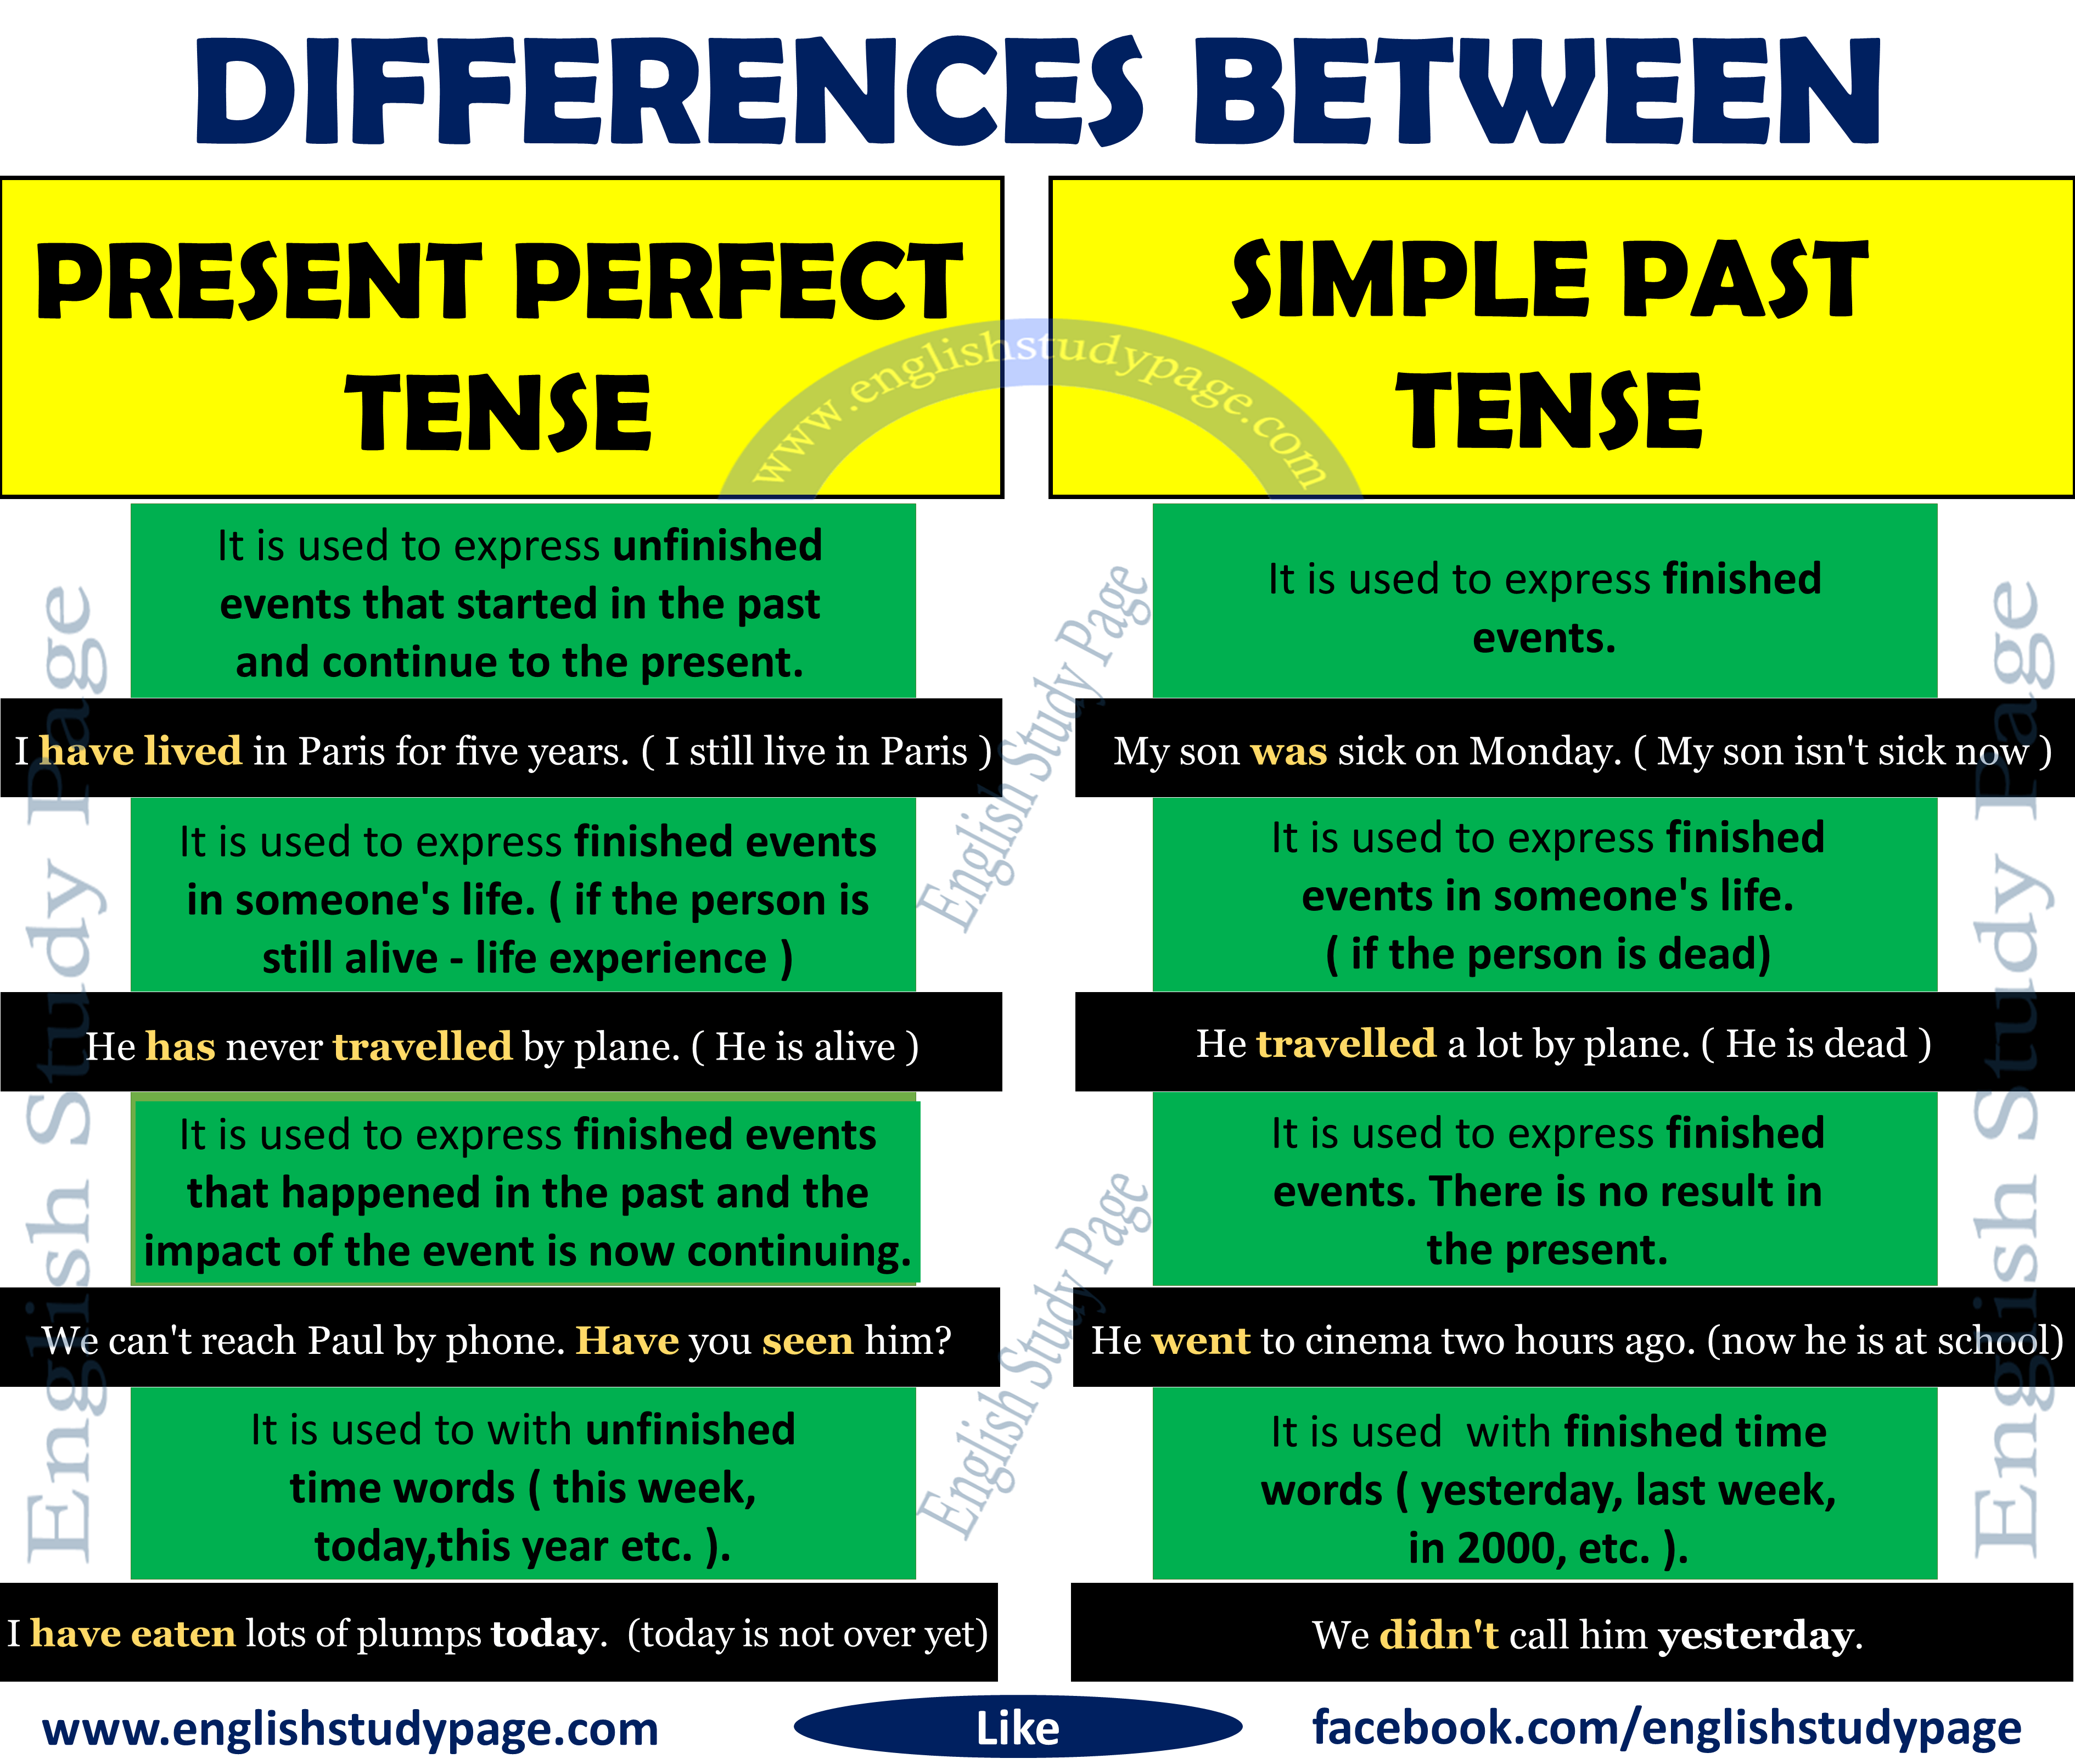 DIFFERENCES BETWEEN
PRESENT PERFECT
TENSE
SIMPLE PAST
TENSE
www.englishstudypage.com
It is used to express unfinished
events that started in the past
and continue to the present.
It is used to express finished
events.
I have lived in Paris for five years. ( I still live in Paris )
My son was sick on Monday. ( My son isn't sick now )
It is used to express finished events
in someone's life. ( if the person is
still alive - life experience )
It is used to express finished
events in someone's life.
( if the person is dead)
He has never travelled by plane. ( He is alive )
He travelled a lot by plane. ( He is dead )
It is used to express finished events
that happened in the past and the
impact of the event is now continuing.
It is used to express finished
events. There is no result in
the present.
We can't reach Paul by phone. Have you seen him?
He went to cinema two hours ago. (now he is at school)
It is used to with unfinished
time words ( this week,
today,this year etc. ).
It is used  with finished time
words ( yesterday, last week,
in 2000, etc. ).
I have eaten lots of plumps today.  (today is not over yet)
We didn't call him yesterday.
English Study Page
English Study Page
English Study Page
English Study Page
www.englishstudypage.com
Like
facebook.com/englishstudypage